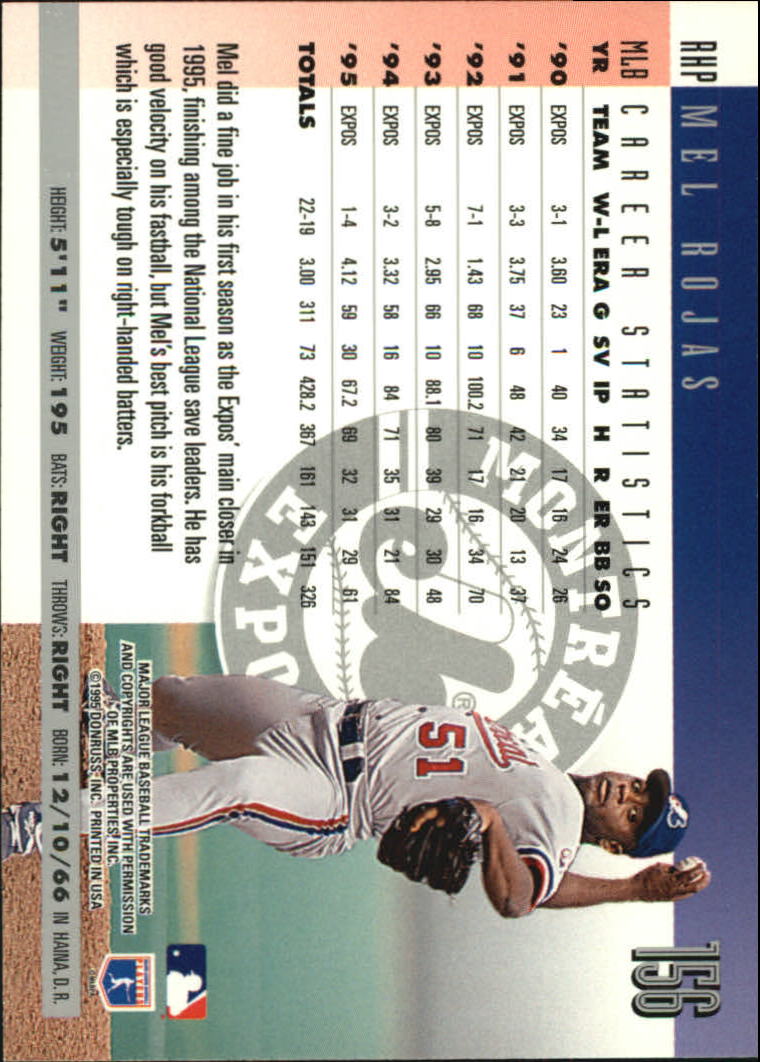 RHP MEL ROJAS 156
MLB CAREER STATISTICS
YR TEAM W-L ERA G SV IP H R ER BB SO
'90 EXPOS 3-1 3.60 23 1 40 34 17 16 24 26
'91 EXPOS 3-3 3.75 37 6 48 42 21 20 13 37
'92 EXPOS 7-1 1.43 68 10 100.2 71 17 16 34 70
'93 EXPOS 5-8 2.95 66 10 88.1 80 39 29 30 48
'94 EXPOS 3-2 3.32 58 16 84 71 35 31 21 84
'95 EXPOS 1-4 4.12 59 30 67.2 69 32 31 29 61
TOTALS 22-19 3.00 311 73 428.2 367 161 143 151 326
Mel did a fine job in his first season as the Expos' main closer in
1995, finishing among the National League save leaders. He has
good velocity on his fastball, but Mel's best pitch is his forkball
which is especially tough on right-handed batters.
MONTRÉA
EXPO
®
51
MAJOR LEAGUE BASEBALL TRADEMARKS
AND COPYRIGHTS ARE USED WITH PERMISSION
OF MLB PROPERTIES, INC.
©1995 DONRUSS, INC. PRINTED IN USA
PLAYERS
HEIGHT: 5'11" WEIGHT: 195 BATS: RIGHT THROWS: RIGHT BORN: 12/10/66 IN HAINA, D.R.